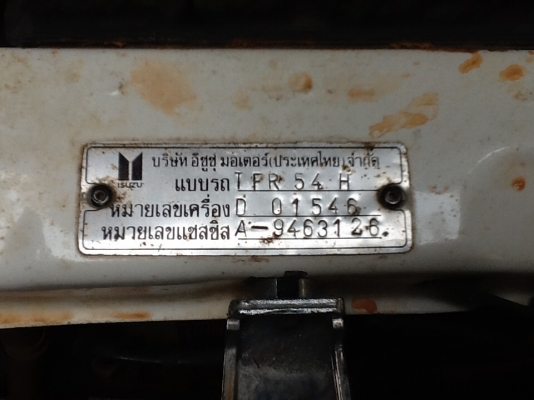 บริษัท อีซูซุ มอเตอร์(ประเทศไทย)จำกัด
ISUZU
แบบรถ TFR 54 H
หมายเลขเครื่อง D 01546
หมายเลขแชสซิส A-9463126